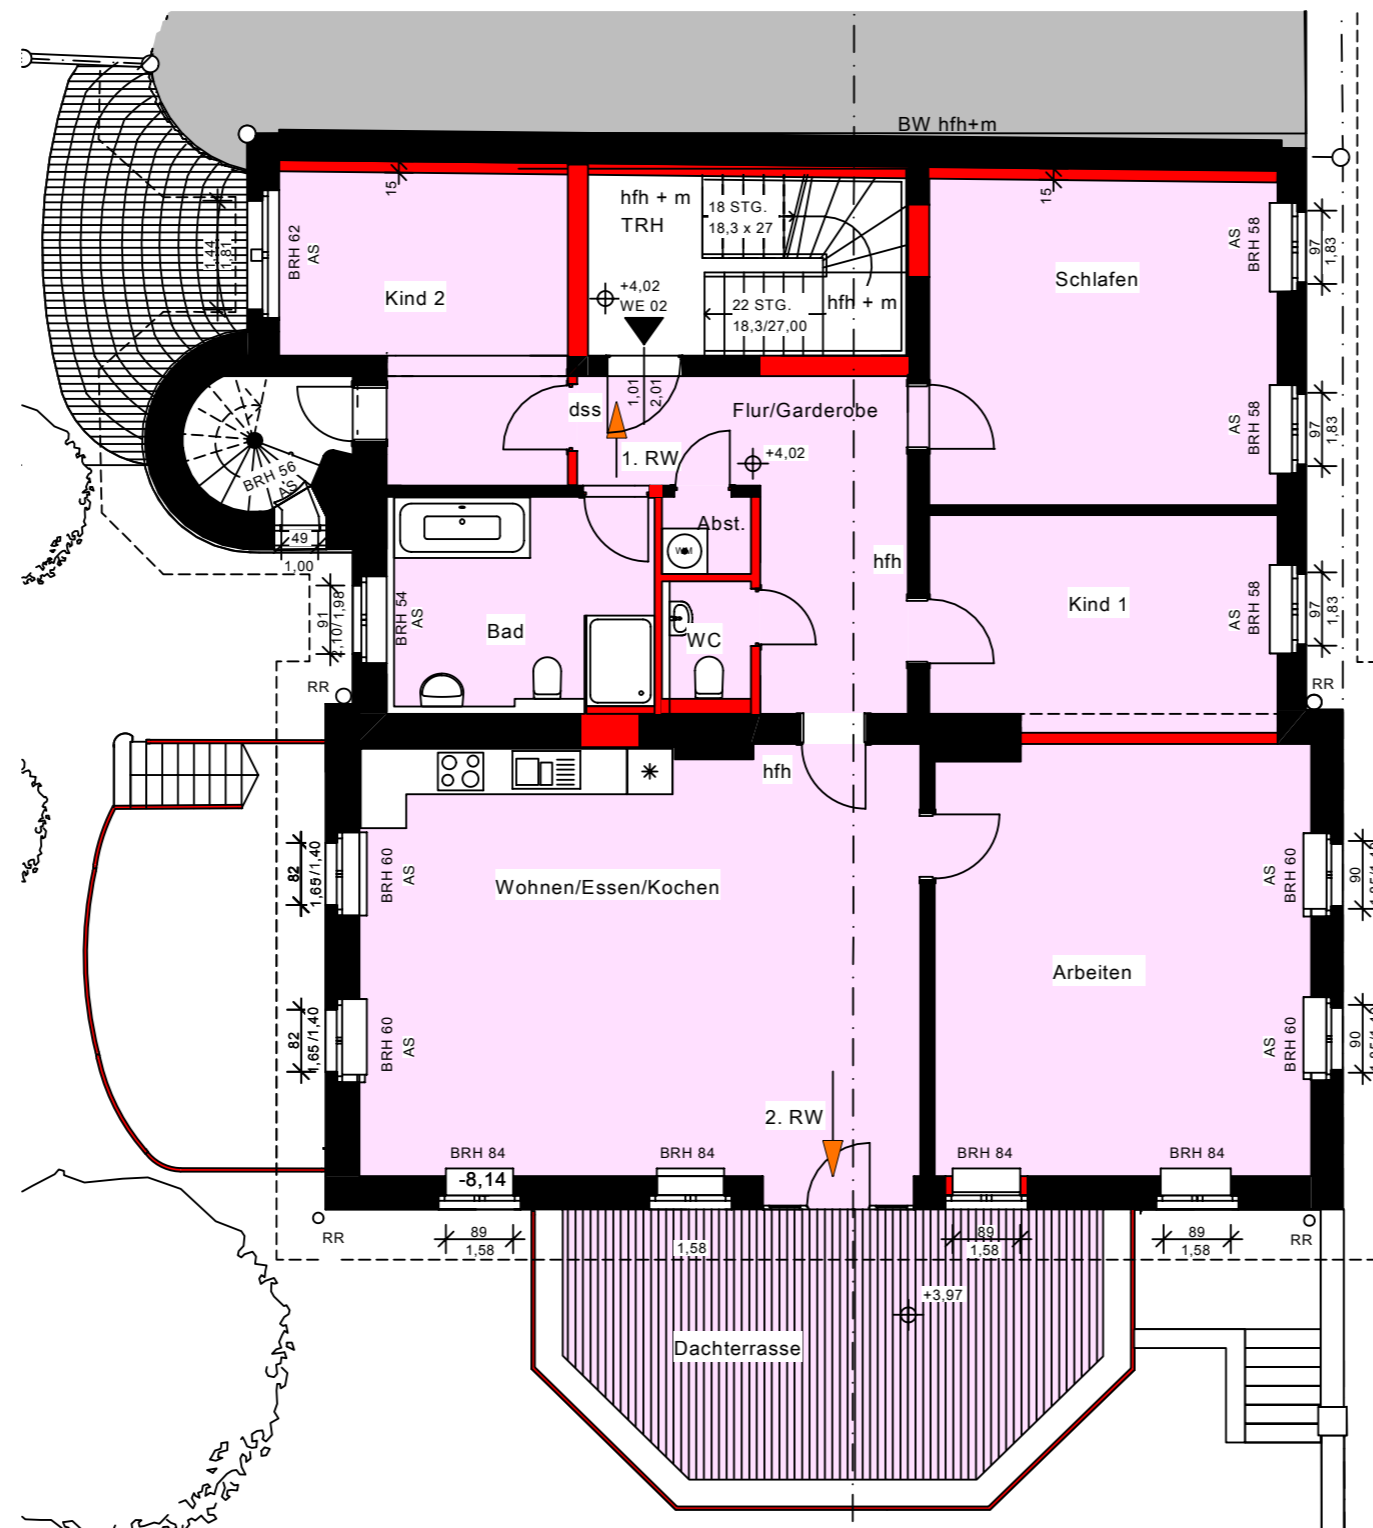 BW hfh+m
15
15
hfh + m
TRH
18 STG.
18,3 x 27
+4,02
WE 02
22 STG.
18,3/27,00
hfh + m
Kind 2
Schlafen
BRH 62
AS
1,44
1,81
AS
BRH 58
97
1,83
AS
BRH 58
97
1,83
dss
1,01
2,01
Flur/Garderobe
1. RW
+4,02
BRH 56
AS
49
1,00
Abst.
WM
hfh
Kind 1
AS
BRH 58
97
1,83
91
2,10/ 1,98
BRH 54
AS
Bad
WC
RR
RR
hfh
82
1,65 /1,40
BRH 60
AS
Wohnen/Essen/Kochen
AS
BRH 60
90
Arbeiten
82
1,65 /1,40
BRH 60
AS
AS
BRH 60
90
2. RW
BRH 84
BRH 84
BRH 84
BRH 84
-8,14
RR
89
1,58
1,58
89
1,58
89
1,58
RR
+3,97
Dachterrasse